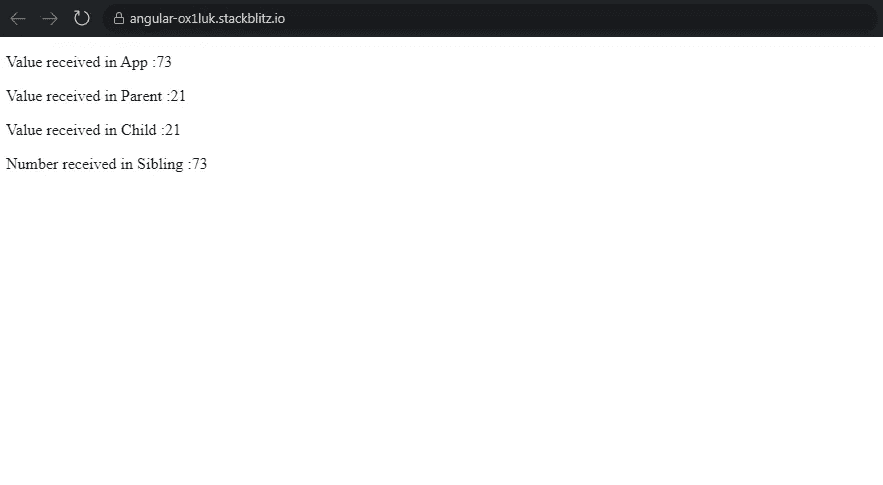 angular-ox1luk.stackblitz.io
Value received in App :73
Value received in Parent :21
Value received in Child :21
Number received in Sibling :73